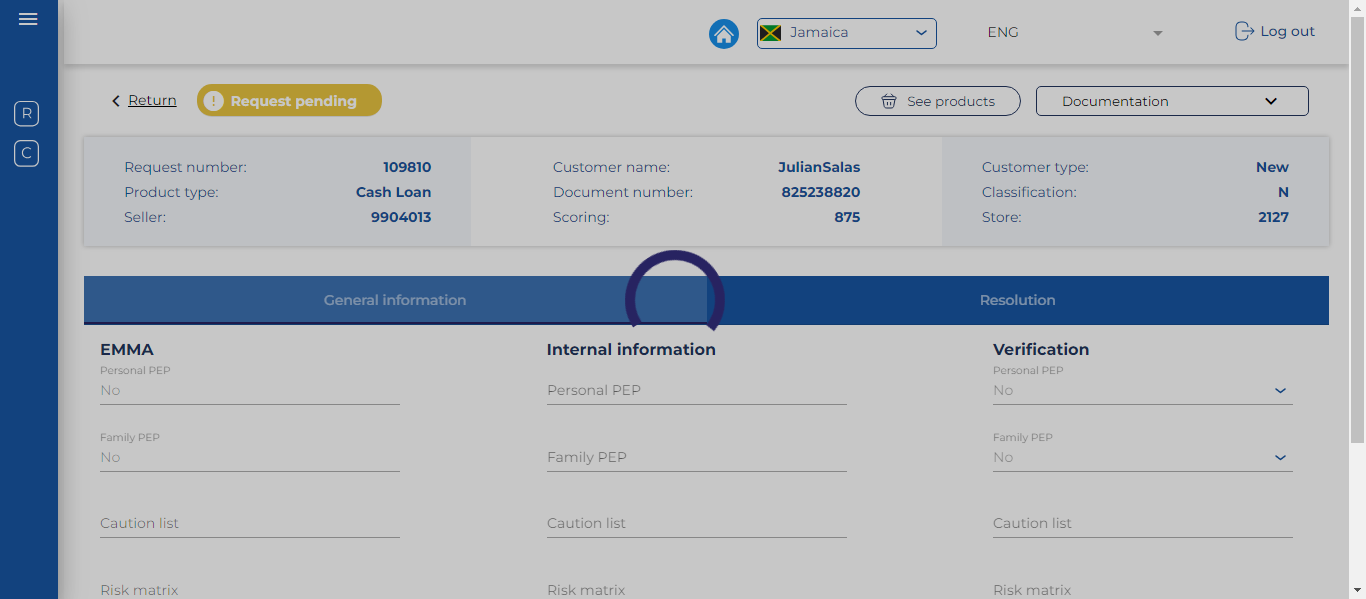 Jamaica
ENG
Log out
R
C
Return
! Request pending
See products
Documentation
Request number: 109810
Product type: Cash Loan
Seller: 9904013
Customer name: JulianSalas
Document number: 825238820
Scoring: 875
Customer type: New
Classification: N
Store: 2127
General information
Resolution
EMMA
Personal PEP
No
Family PEP
No
Caution list
Risk matrix
Internal information
Personal PEP
Family PEP
Caution list
Risk matrix
Verification
Personal PEP
No
Family PEP
No
Caution list
Risk matrix